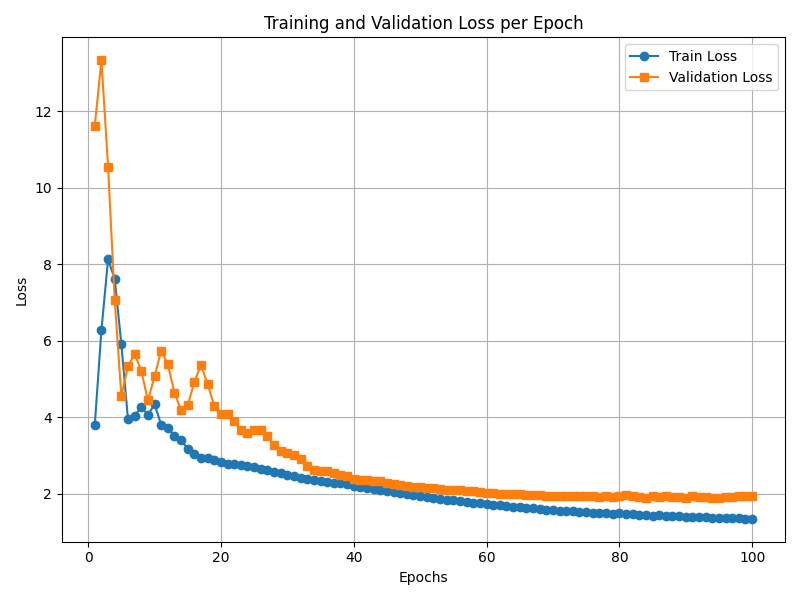 Training and Validation Loss per Epoch
Train Loss
Validation Loss
Loss
12
10
8
6
4
2
0 20 40 60 80 100
Epochs